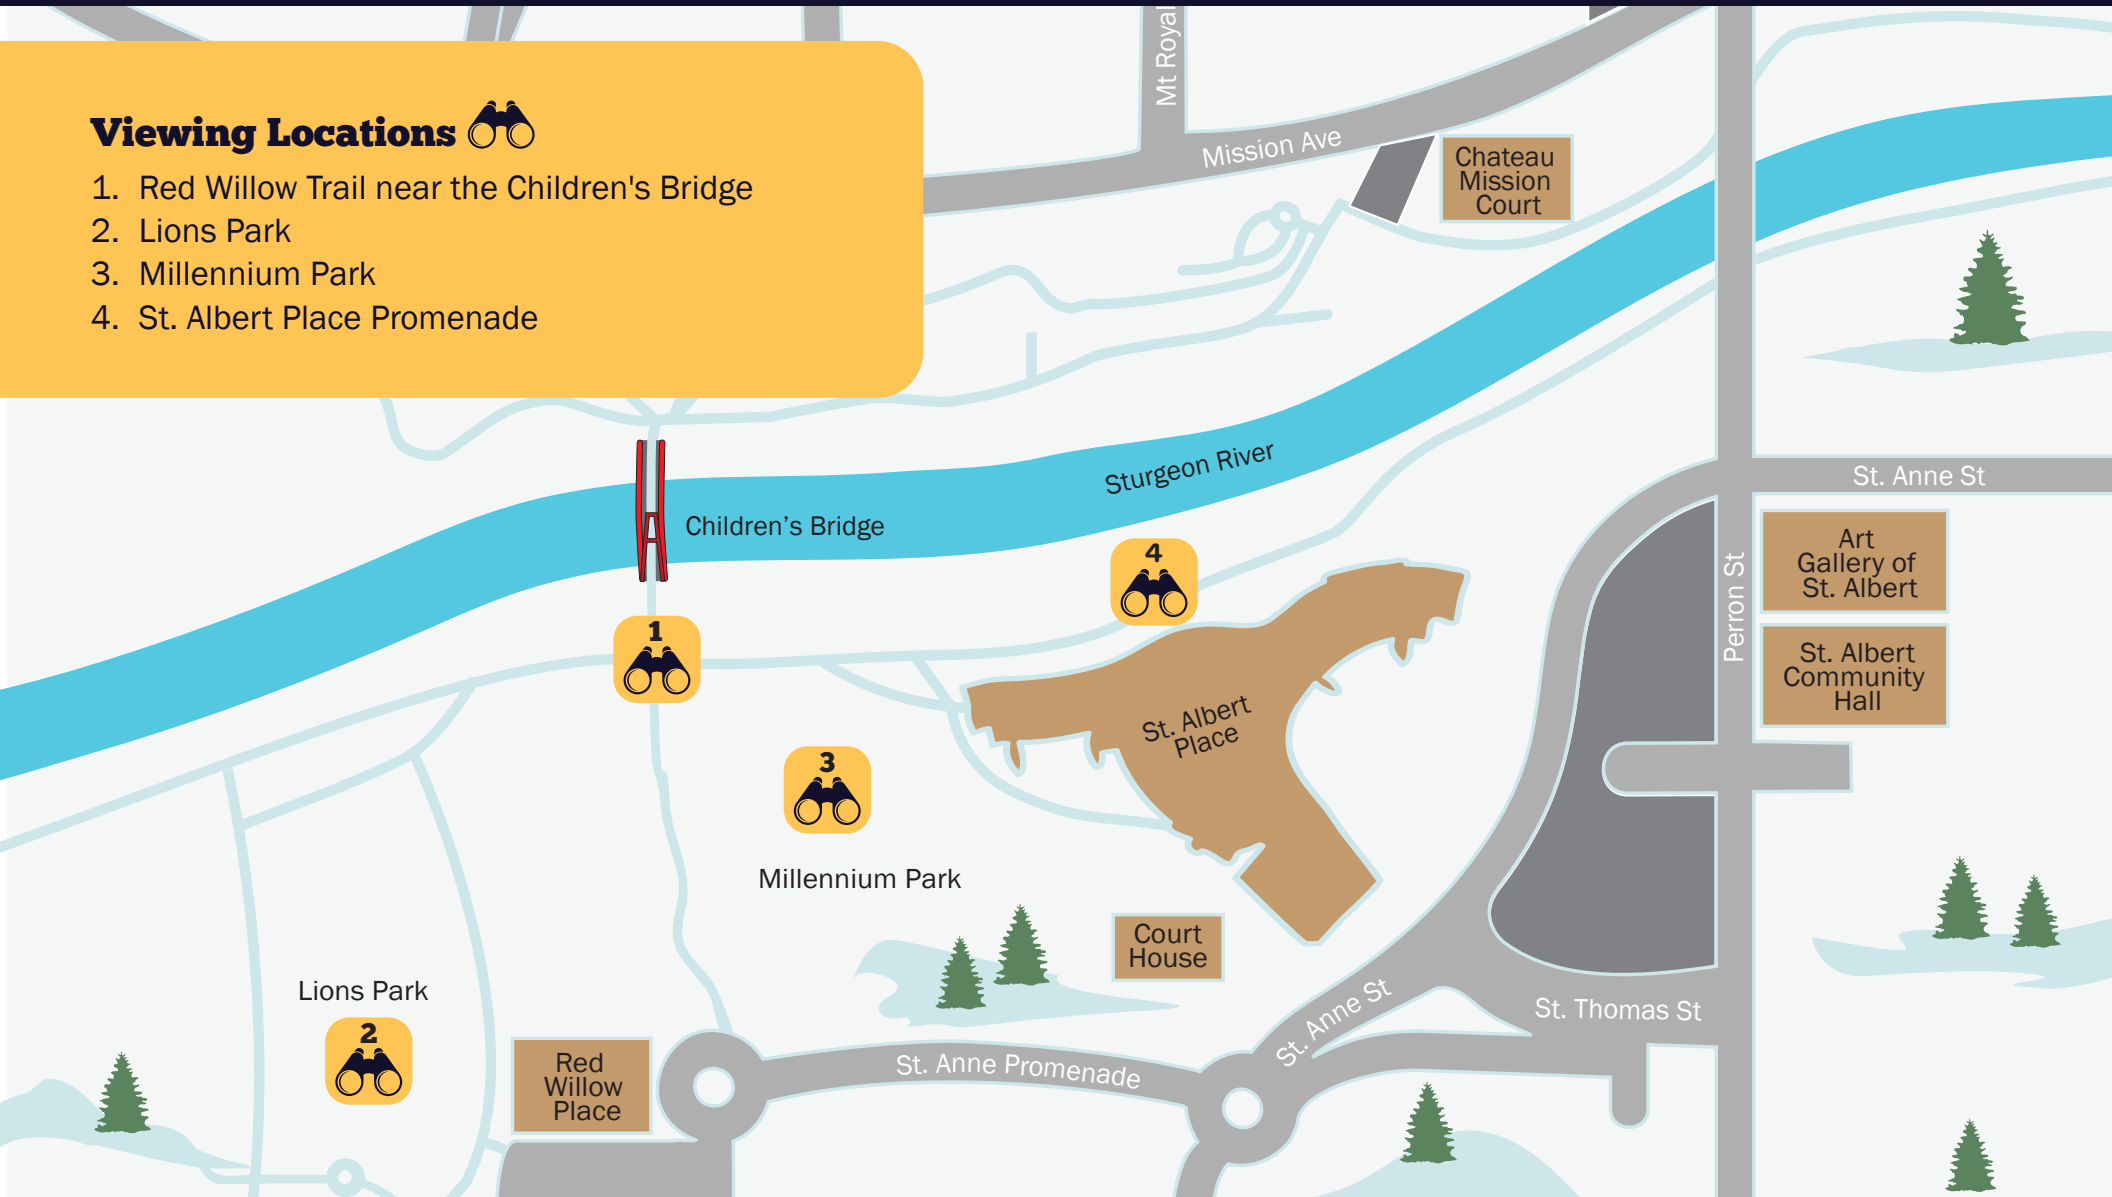 Viewing Locations
1. Red Willow Trail near the Children's Bridge
2. Lions Park
3. Millennium Park
4. St. Albert Place Promenade
Mt Royal
Mission Ave
Chateau
Mission
Court
Sturgeon River
Children’s Bridge
St. Anne St
4
Art
Gallery of
St. Albert
Perron St
1
St. Albert
Community
Hall
St. Albert
Place
3
Millennium Park
Court
House
Lions Park
2
St. Anne St
St. Thomas St
Red
Willow
Place
St. Anne Promenade